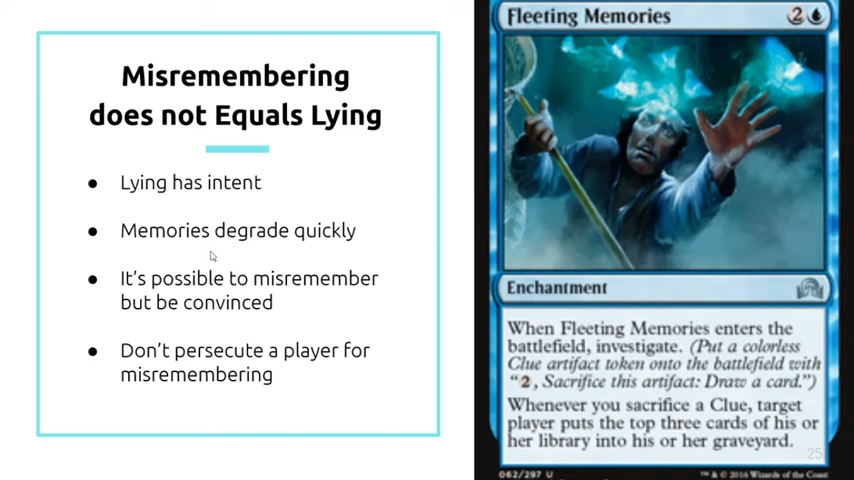 Misremembering
does not Equals Lying
● Lying has intent
● Memories degrade quickly
● It's possible to misremember
but be convinced
● Don't persecute a player for
misremembering
Fleeting Memories 2
Enchantment
When Fleeting Memories enters the
battlefield, investigate. (Put a colorless
Clue artifact token onto the battlefield with
"2, Sacrifice this artifact: Draw a card.")
Whenever you sacrifice a Clue, target
player puts the top three cards of his or
her library into his or her graveyard.
25
062/297 U
™ & © 2016 Wizards of the Coast